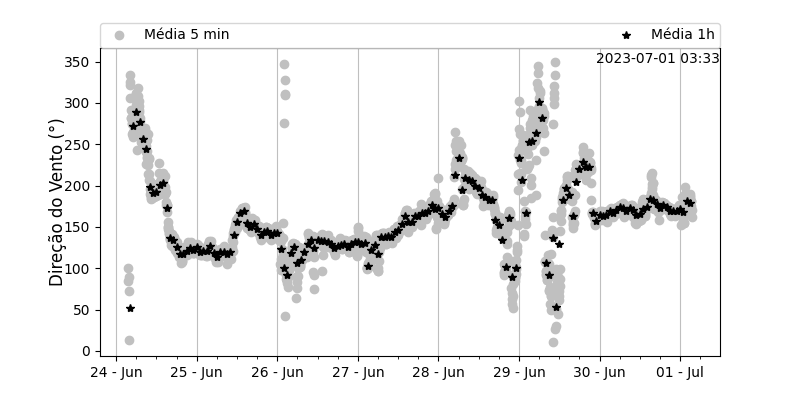 Média 5 min
Média 1h
2023-07-01 03:33
Direção do Vento (°)
350
300
250
200
150
100
50
0
24 - Jun
25 - Jun
26 - Jun
27 - Jun
28 - Jun
29 - Jun
30 - Jun
01 - Jul